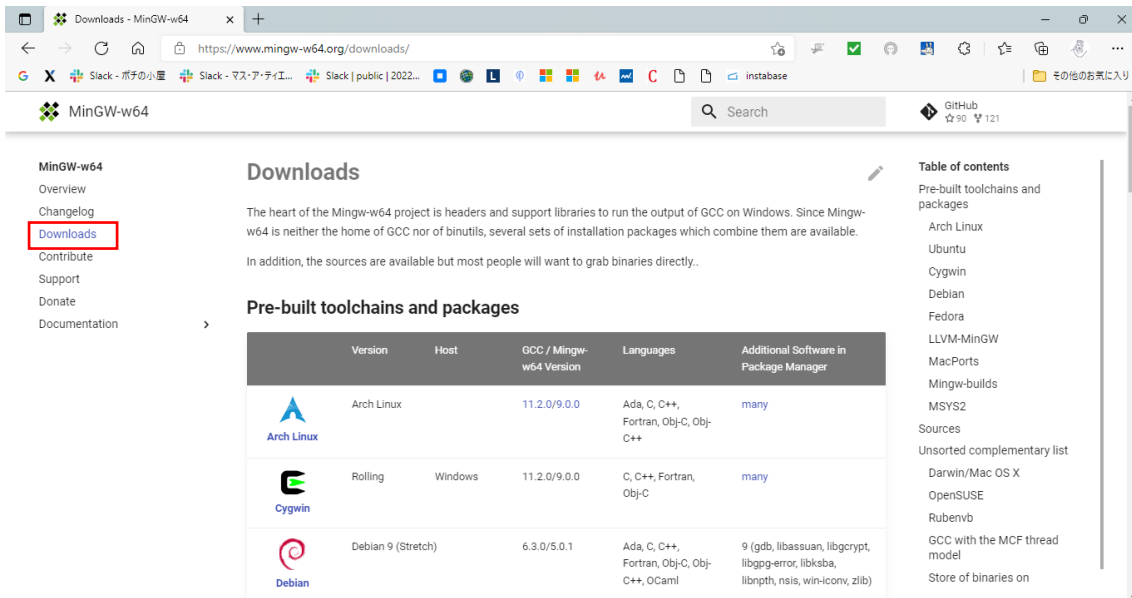 Downloads - MinGW-w64
https://www.mingw-w64.org/downloads/
Slack - ポチの小屋
Slack - マス・ア・ティエ...
Slack | public | 2022...
instabase
その他のお気に入り
MinGW-w64
Search
GitHub
90 121
MinGW-w64
Overview
Changelog
Downloads
Contribute
Support
Donate
Documentation
Downloads
The heart of the Mingw-w64 project is headers and support libraries to run the output of GCC on Windows. Since Mingw-
w64 is neither the home of GCC nor of binutils, several sets of installation packages which combine them are available.
In addition, the sources are available but most people will want to grab binaries directly..
Pre-built toolchains and packages
Version Host GCC / Mingw-w64 Version Languages Additional Software in Package Manager
Arch Linux
Arch Linux
11.2.0/9.0.0
Ada, C, C++,
Fortran, Obj-C, Obj-
C++
many
Cygwin
Rolling
Windows
11.2.0/9.0.0
C, C++, Fortran,
Obj-C
many
Debian
Debian 9 (Stretch)
6.3.0/5.0.1
Ada, C, C++,
Fortran, Obj-C, Obj-
C++, OCaml
9 (gdb, libassuan, libgcrypt,
libgpg-error, libksba,
libnpth, nsis, win-iconv, zlib)
Table of contents
Pre-built toolchains and
packages
Arch Linux
Ubuntu
Cygwin
Debian
Fedora
LLVM-MinGW
MacPorts
Mingw-builds
MSYS2
Sources
Unsorted complementary list
Darwin/Mac OS X
OpenSUSE
Rubenvb
GCC with the MCF thread
model
Store of binaries on